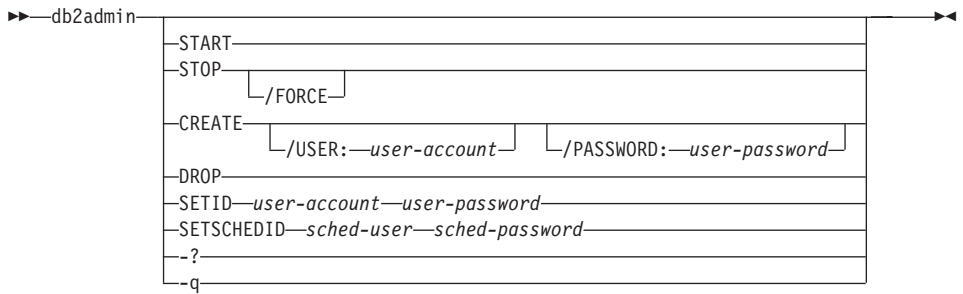 db2admin
START
STOP
/FORCE
CREATE
/USER: user-account /PASSWORD: user-password
DROP
SETID user-account user-password
SETSCHEDID sched-user sched-password
-?
-q